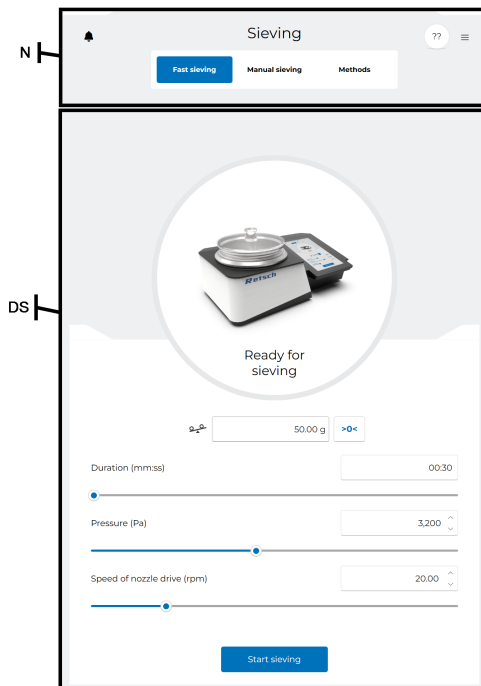 Sieving
??
N
Fast sieving Manual sieving Methods
Retsch
DS
Ready for
sieving
50.00 g >0<
Duration (mm:ss) 00:30
Pressure (Pa) 3,200
Speed of nozzle drive (rpm) 20.00
Start sieving